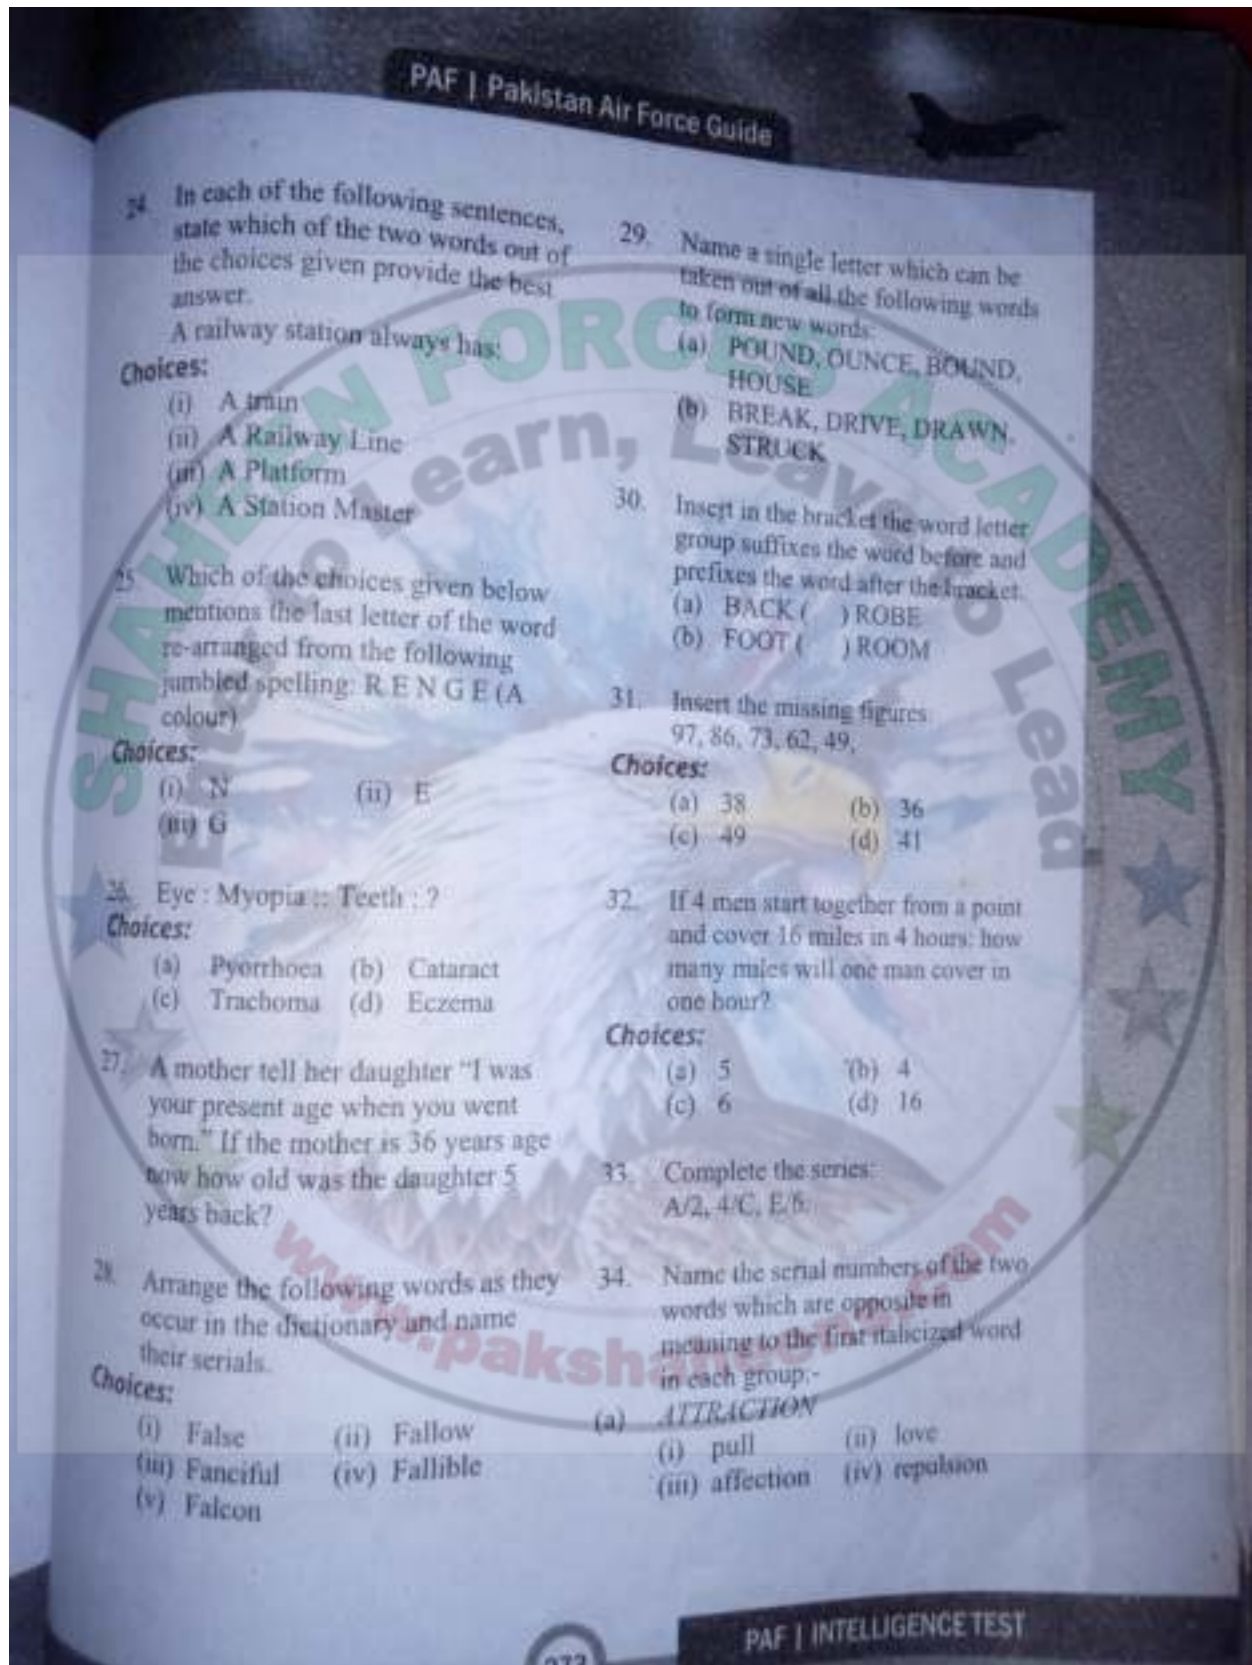 PAF | Pakistan Air Force Guide
24. In each of the following sentences,
state which of the two words out of
the choices given provide the best
answer.
A railway station always has:
Choices:
(i) A train
(ii) A Railway Line
(iii) A Platform
(iv) A Station Master
25. Which of the choices given below
mentions the last letter of the word
re-arranged from the following
jumbled spelling: R E N G E (A
colour)
Choices:
(i) N (ii) E
(iii) G
26. Eye : Myopia :: Teeth : ?
Choices:
(a) Pyorrhoea (b) Cataract
(c) Trachoma (d) Eczema
27. A mother tell her daughter "I was
your present age when you went
born." If the mother is 36 years age
now how old was the daughter 5
years back?
28. Arrange the following words as they
occur in the dictionary and name
their serials.
Choices:
(i) False (ii) Fallow
(iii) Fanciful (iv) Fallible
(v) Falcon
29. Name a single letter which can be
taken out of all the following words
to form new words:
(a) POUND, OUNCE, BOUND,
HOUSE
(b) BREAK, DRIVE, DRAWN.
STRUCK
30. Insert in the bracket the word letter
group suffixes the word before and
prefixes the word after the bracket.
(a) BACK ( ) ROBE
(b) FOOT ( ) ROOM
31. Insert the missing figures
97, 86, 73, 62, 49,
Choices:
(a) 38 (b) 36
(c) 49 (d) 41
32. If 4 men start together from a point
and cover 16 miles in 4 hours: how
many miles will one man cover in
one hour?
Choices:
(a) 5 (b) 4
(c) 6 (d) 16
33. Complete the series:
A/2, 4/C, E/6.
34. Name the serial numbers of the two
words which are opposite in
meaning to the first italicized word
in each group:-
(a) ATTRACTION
(i) pull (ii) love
(iii) affection (iv) repulsion
273
PAF | INTELLIGENCE TEST
SHAHEEN FORCES ACADEMY
Enter to Learn, Leave to Lead
www.pakshaheens.com